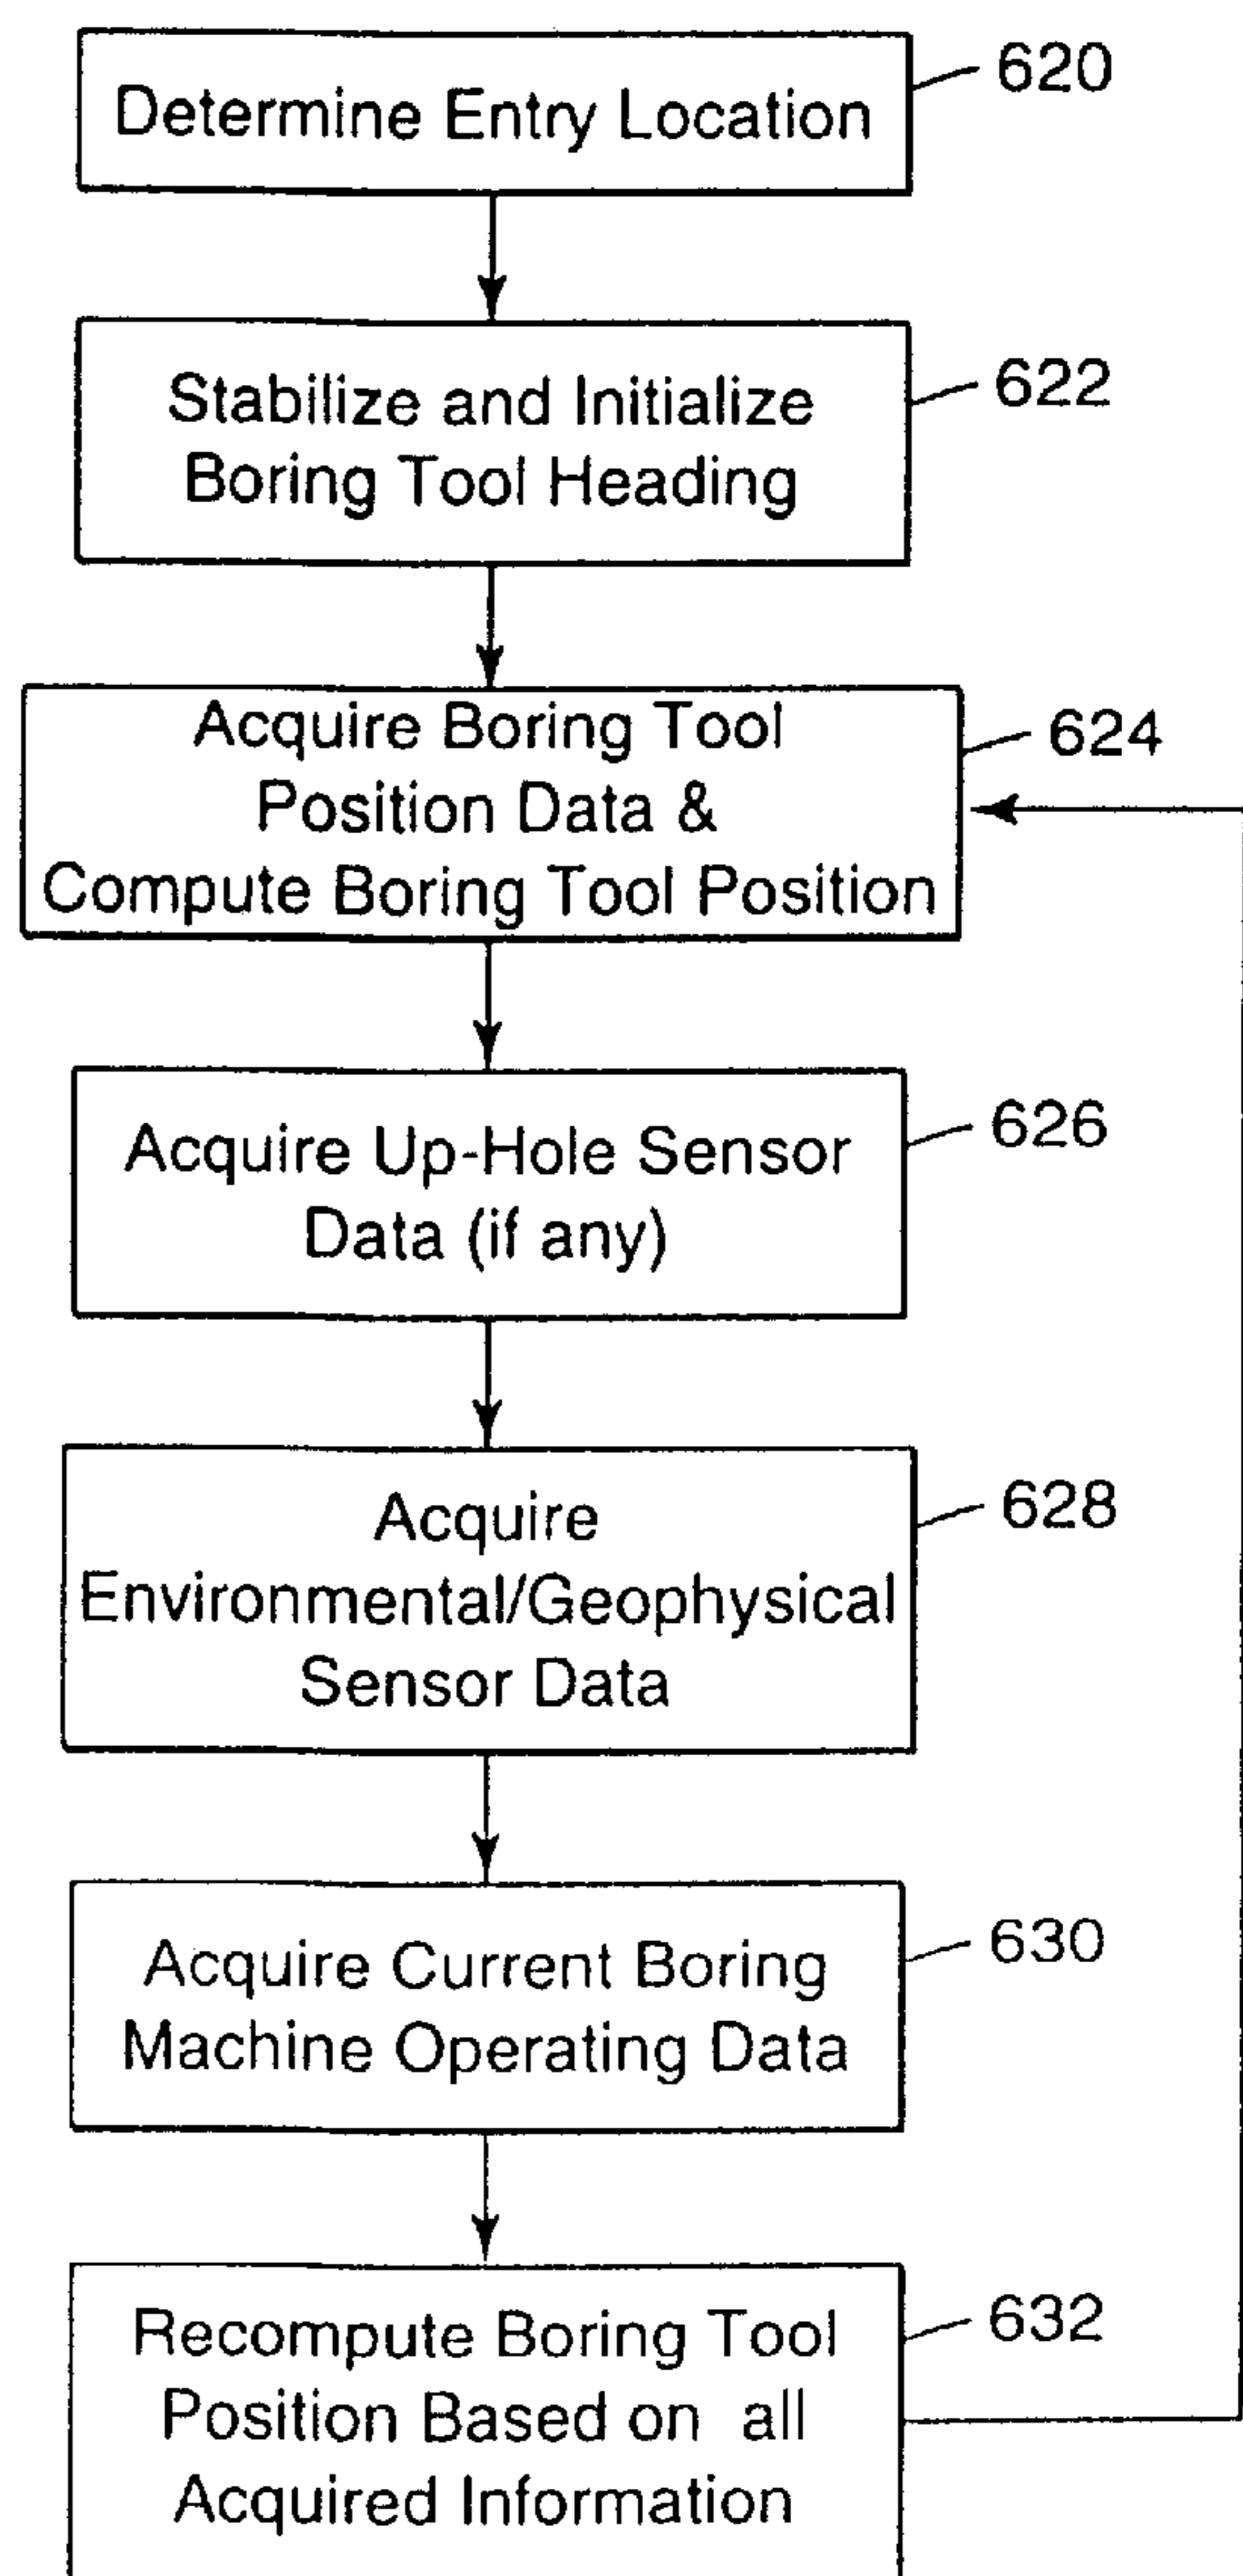 Determine Entry Location
620
Stabilize and Initialize
Boring Tool Heading
622
Acquire Boring Tool
Position Data &
Compute Boring Tool Position
624
Acquire Up-Hole Sensor
Data (if any)
626
Acquire
Environmental/Geophysical
Sensor Data
628
Acquire Current Boring
Machine Operating Data
630
Recompute Boring Tool
Position Based on all
Acquired Information
632